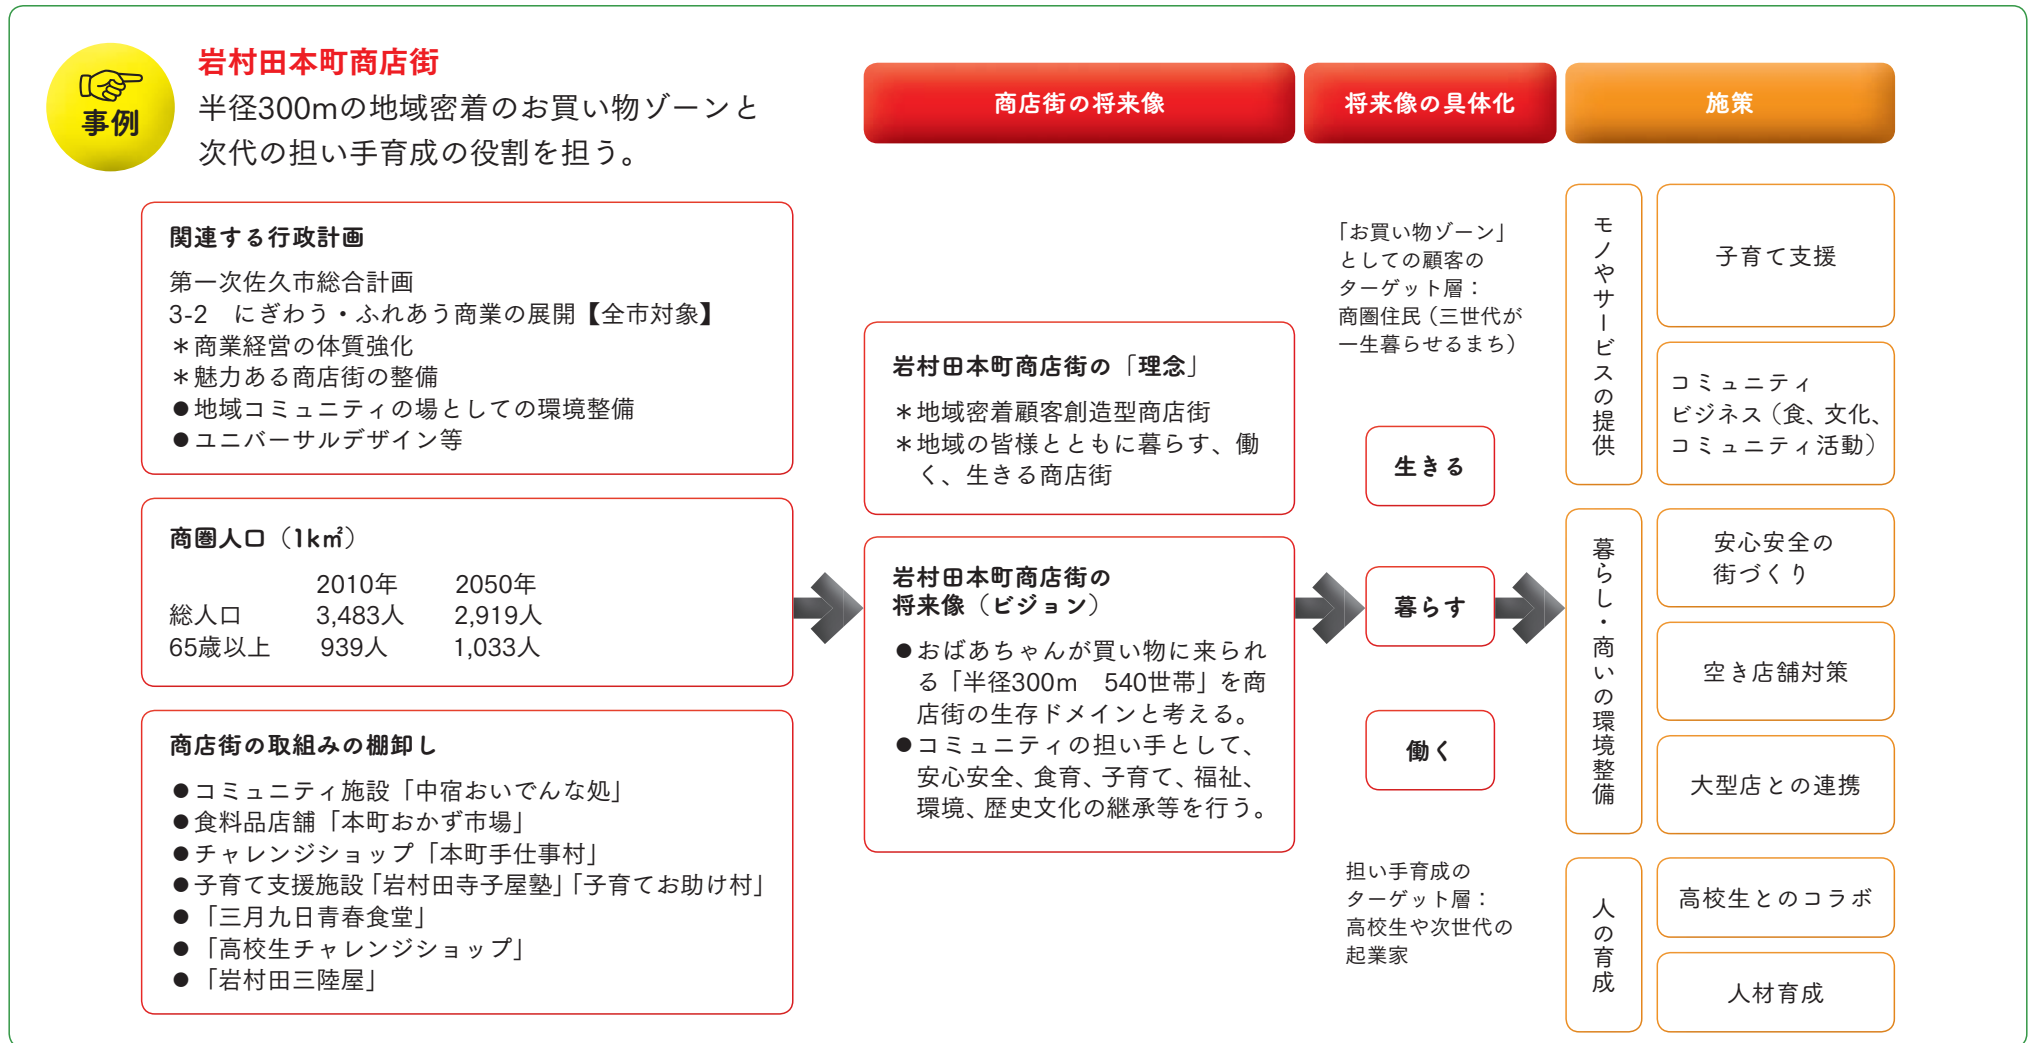 事例
岩村田本町商店街
半径300mの地域密着のお買い物ゾーンと
次代の担い手育成の役割を担う。
商店街の将来像
将来像の具体化
施策
関連する行政計画
第一次佐久市総合計画
3-2　にぎわう・ふれあう商業の展開【全市対象】
＊商業経営の体質強化
＊魅力ある商店街の整備
●地域コミュニティの場としての環境整備
●ユニバーサルデザイン等
商圏人口（1k㎡）
2010年　2050年
総人口　3,483人　2,919人
65歳以上　939人　1,033人
商店街の取組みの棚卸し
●コミュニティ施設「中宿おいでんな処」
●食料品店舗「本町おかず市場」
●チャレンジショップ「本町手仕事村」
●子育て支援施設「岩村田寺子屋塾」「子育てお助け村」
●「三月九日青春食堂」
●「高校生チャレンジショップ」
●「岩村田三陸屋」
岩村田本町商店街の「理念」
＊地域密着顧客創造型商店街
＊地域の皆様とともに暮らす、働
く、生きる商店街
岩村田本町商店街の
将来像（ビジョン）
●おばあちゃんが買い物に来られ
る「半径300m　540世帯」を商
店街の生存ドメインと考える。
●コミュニティの担い手として、
安心安全、食育、子育て、福祉、
環境、歴史文化の継承等を行う。
「お買い物ゾーン」
としての顧客の
ターゲット層：
商圏住民（三世代が
一生暮らせるまち）
生きる
暮らす
働く
担い手育成の
ターゲット層：
高校生や次世代の
起業家
モノやサービスの提供
子育て支援
コミュニティ
ビジネス（食、文化、
コミュニティ活動）
暮らし・商いの環境整備
安心安全の
街づくり
空き店舗対策
大型店との連携
人の育成
高校生とのコラボ
人材育成